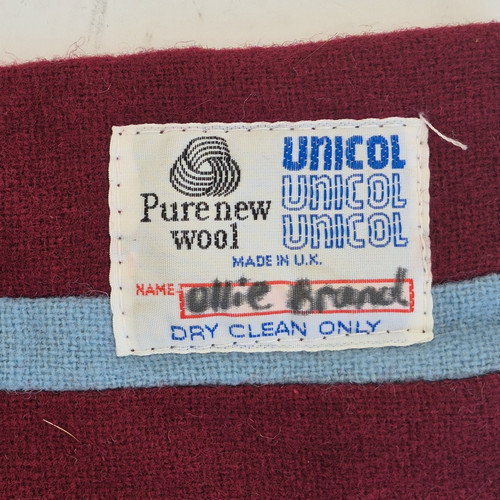 UNICOL
UNICOL
UNICOL
Pure new
wool
MADE IN U.K.
NAME Ollie Brand
DRY CLEAN ONLY